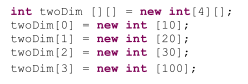 int twoDim [][] = new int[4][];
twoDim[0] = new int [10];
twoDim[1] = new int [20];
twoDim[2] = new int [30];
twoDim[3] = new int [100];